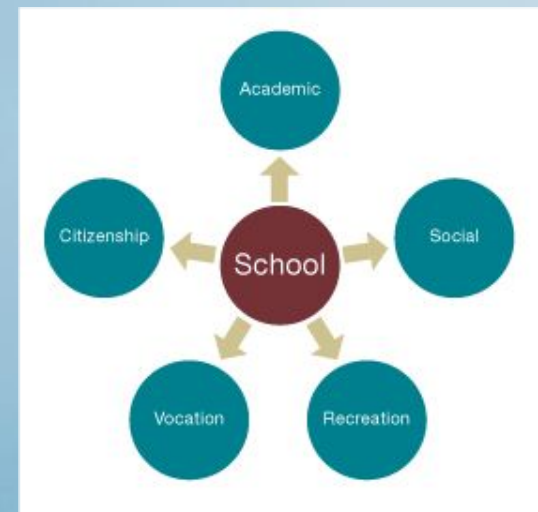 Academic
Citizenship
Social
School
Vocation
Recreation